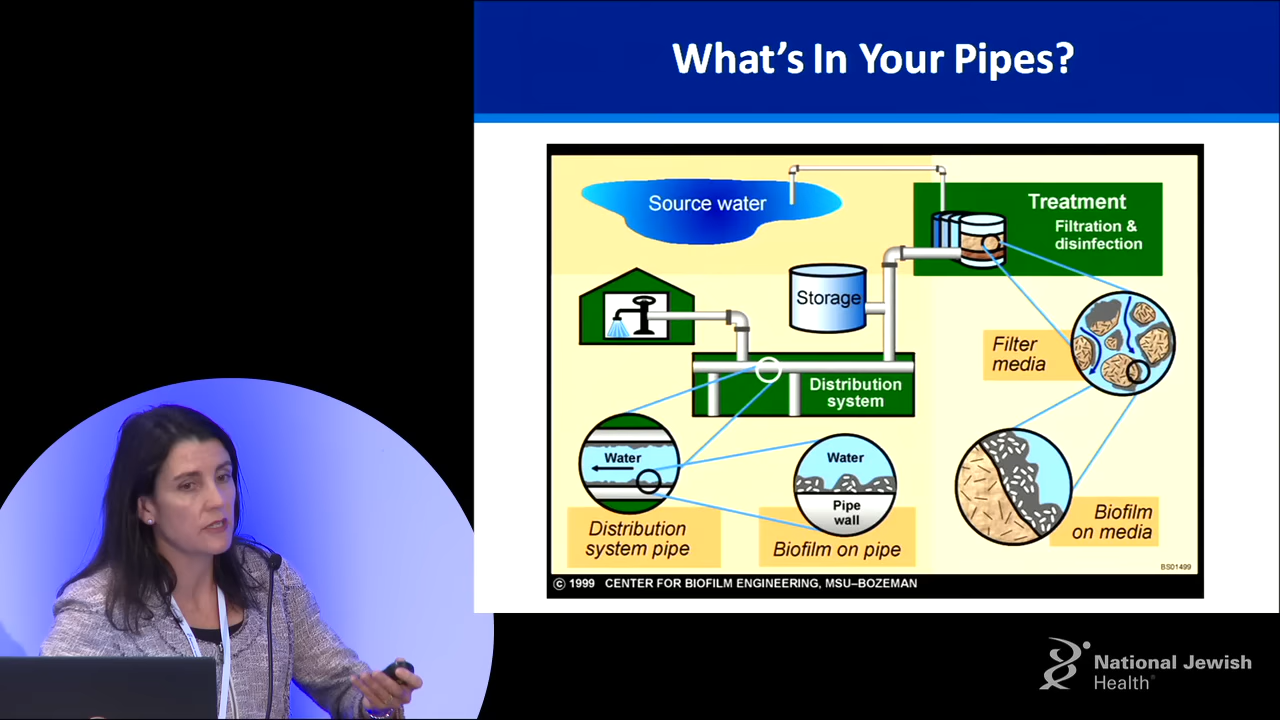 What's In Your Pipes?
Source water
Treatment
Filtration &
disinfection
Storage
Filter
media
Distribution
system
Water
Water
Pipe
wall
Distribution
system pipe
Biofilm on pipe
Biofilm
on media
BS01499
© 1999 CENTER FOR BIOFILM ENGINEERING, MSU–BOZEMAN
National Jewish
Health®